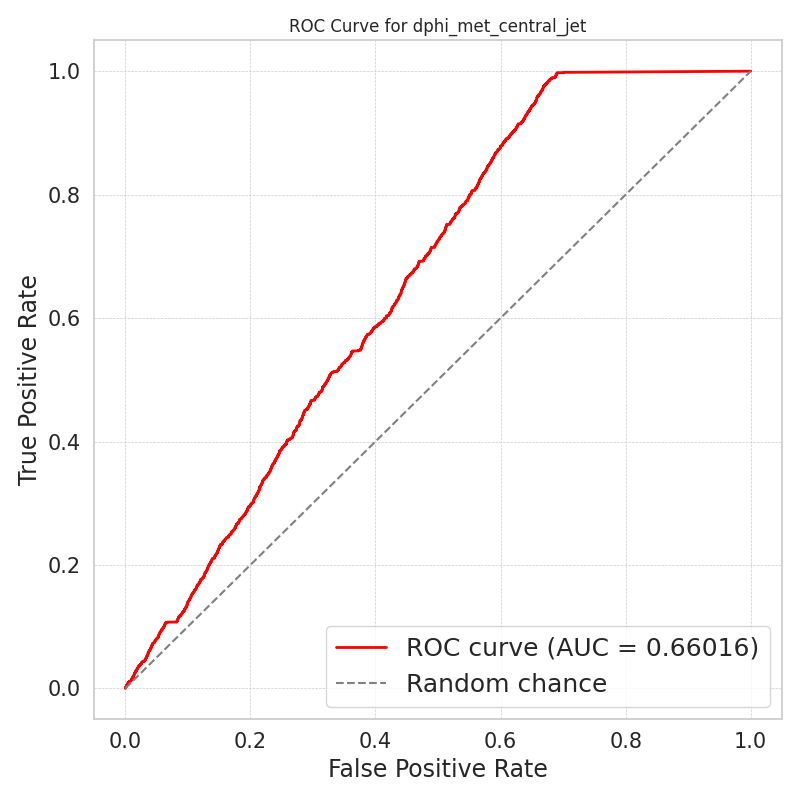 ROC Curve for dphi_met_central_jet
True Positive Rate
1.0
0.8
0.6
0.4
0.2
0.0
ROC curve (AUC = 0.66016)
Random chance
0.0 0.2 0.4 0.6 0.8 1.0
False Positive Rate